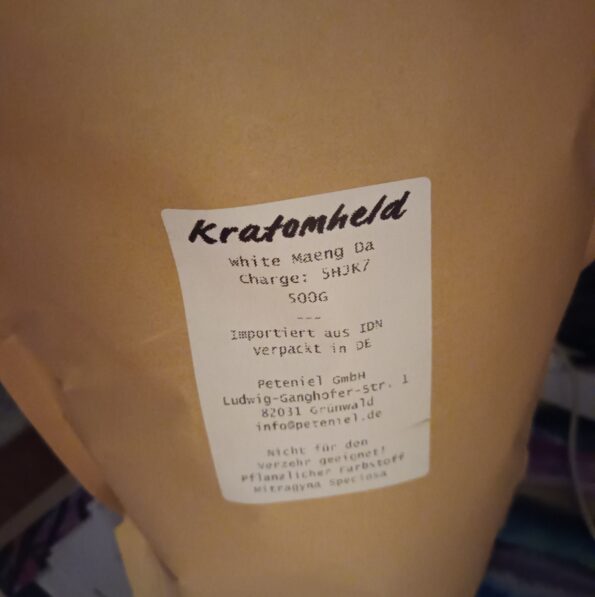 Kratomheld
White Maeng Da
Charge: 5HJK7
500G
---
Importiert aus IDN
Verpackt in DE
Peteniel GmbH
Ludwig-Ganghofer-Str. 1
82031 Grünwald
info@peteniel.de
Nicht für den
Verzehr geeignet!
Pflanzlicher Farbstoff
Mitragyna Speciosa